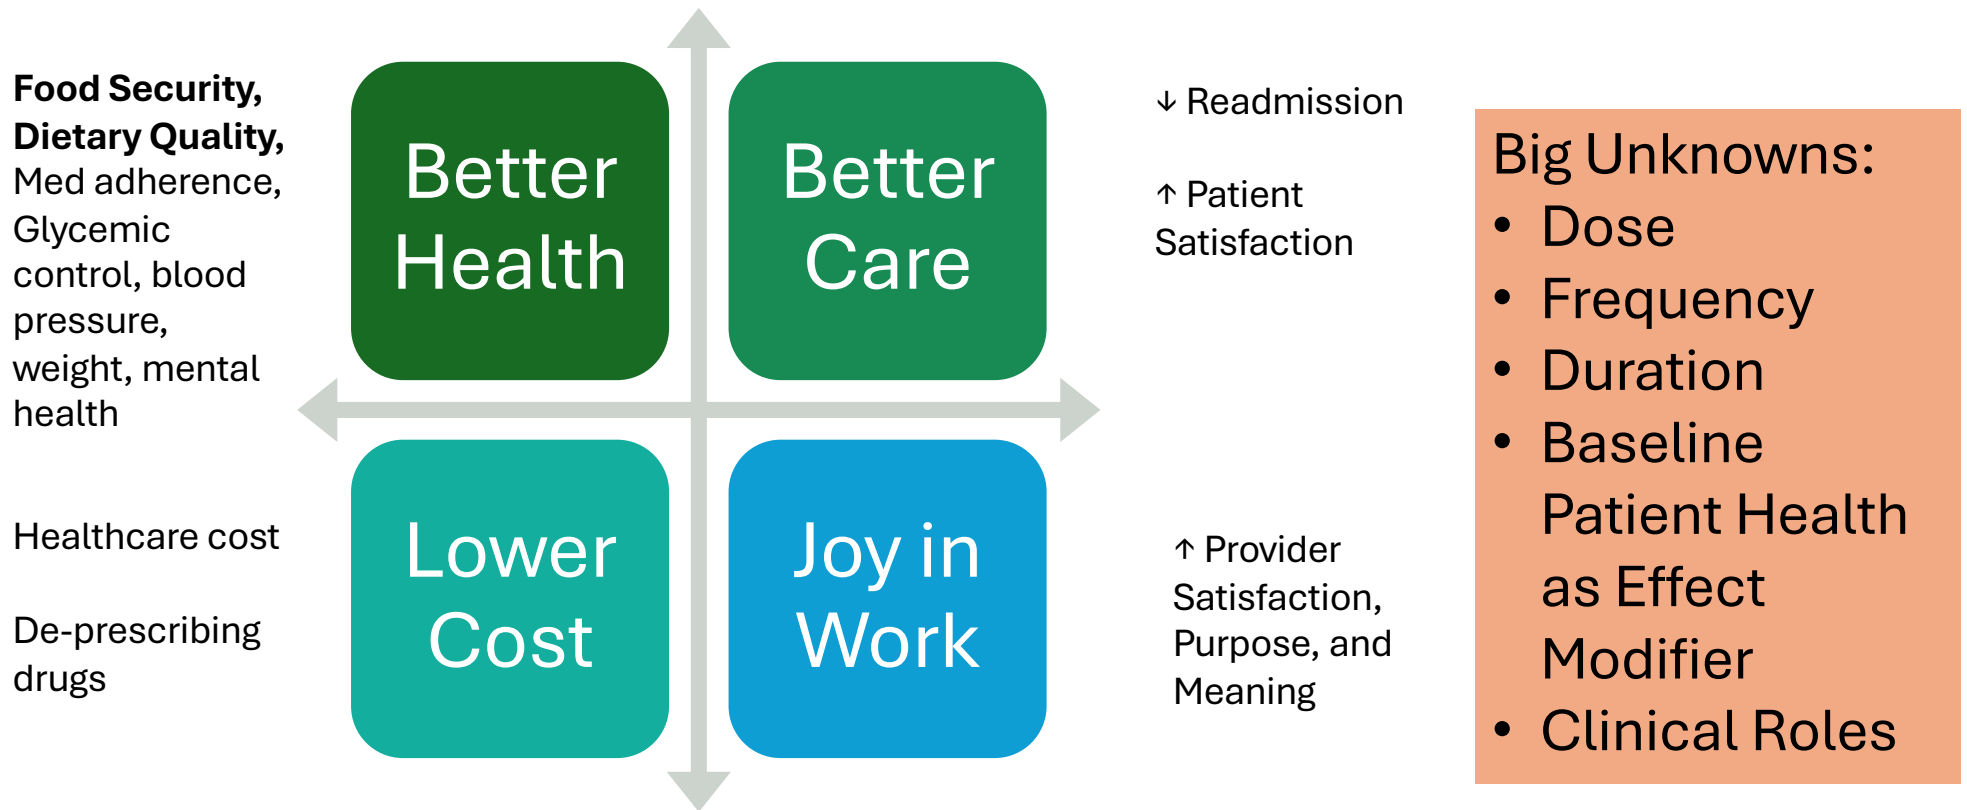 Food Security,
Dietary Quality,
Med adherence,
Glycemic
control, blood
pressure,
weight, mental
health
Better
Health
Better
Care
↓ Readmission
↑ Patient
Satisfaction
Healthcare cost
De-prescribing
drugs
Lower
Cost
Joy in
Work
↑ Provider
Satisfaction,
Purpose, and
Meaning
Big Unknowns:
• Dose
• Frequency
• Duration
• Baseline
Patient Health
as Effect
Modifier
• Clinical Roles